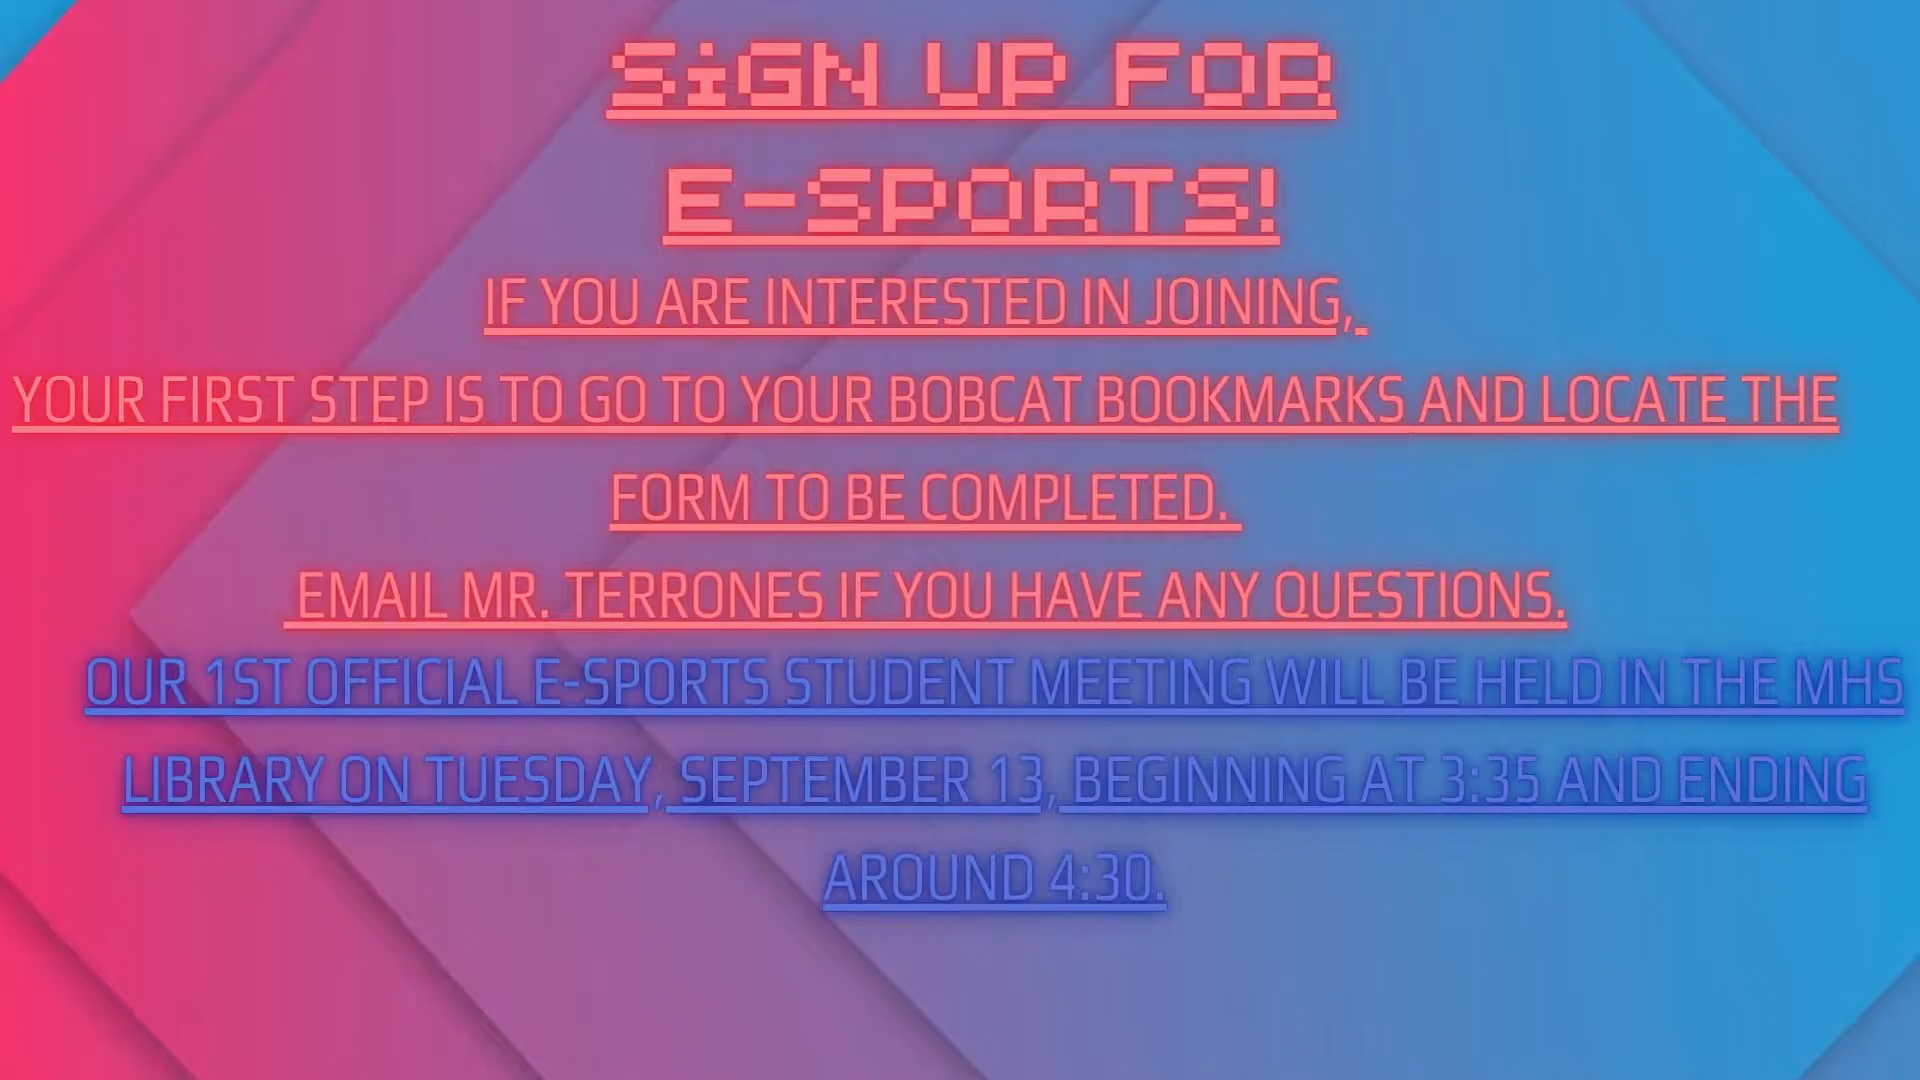 SiGN UP FOR
E-SPORTS!
IF YOU ARE INTERESTED IN JOINING,
YOUR FIRST STEP IS TO GO TO YOUR BOBCAT BOOKMARKS AND LOCATE THE
FORM TO BE COMPLETED.
EMAIL MR. TERRONES IF YOU HAVE ANY QUESTIONS.
OUR 1ST OFFICIAL E-SPORTS STUDENT MEETING WILL BE HELD IN THE MHS
LIBRARY ON TUESDAY, SEPTEMBER 13, BEGINNING AT 3:35 AND ENDING
AROUND 4:30.